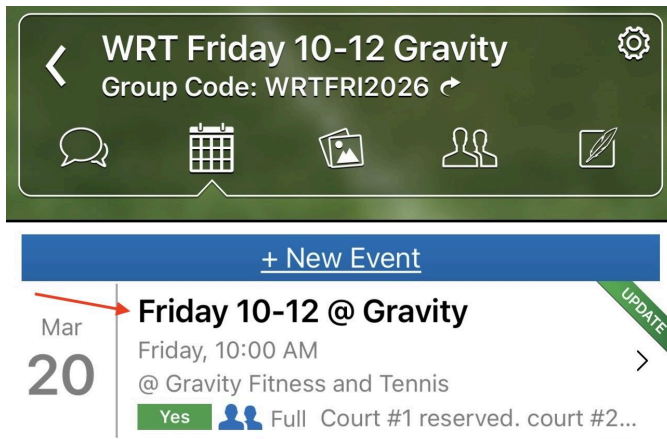 WRT Friday 10-12 Gravity
Group Code: WRTFRI2026
+ New Event
Mar
20
Friday 10-12 @ Gravity
Friday, 10:00 AM
@ Gravity Fitness and Tennis
Yes Full Court #1 reserved. court #2...
UPDATE